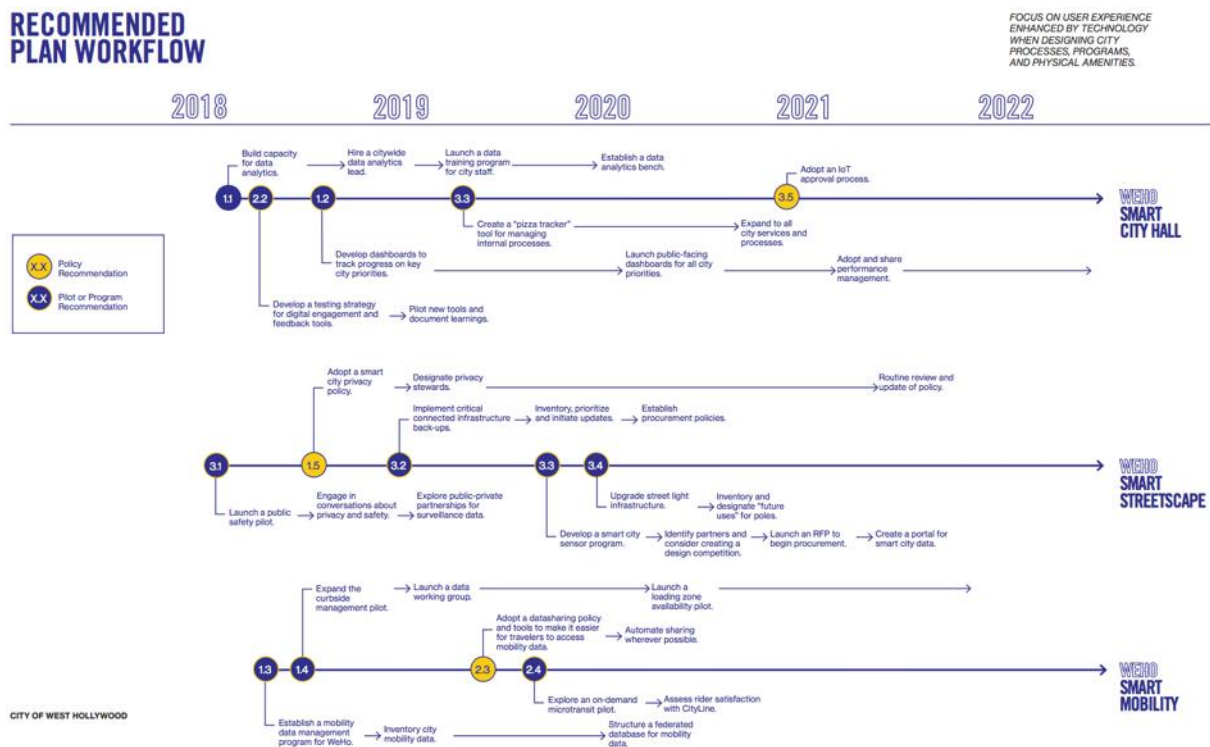 RECOMMENDED
PLAN WORKFLOW
FOCUS ON USER EXPERIENCE
ENHANCED BY TECHNOLOGY
WHEN DESIGNING CITY
PROCESSES, PROGRAMS,
AND PHYSICAL AMENITIES.
2018 2019 2020 2021 2022
Build capacity
for data
analytics.
Hire a citywide
data analytics
lead.
Launch a data
training program
for city staff.
Establish a data
analytics bench.
Adopt an IoT
approval process.
1.1 2.2 1.2 3.3 3.5
WEHO
SMART
CITY HALL
Create a "pizza tracker"
tool for managing
internal processes.
Expand to all
city services and
processes.
Develop dashboards to
track progress on key
city priorities.
Launch public-facing
dashboards for all city
priorities.
Adopt and share
performance
management.
Develop a testing strategy
for digital engagement and
feedback tools.
Pilot new tools and
document learnings.
X.X Policy
Recommendation
X.X Pilot or Program
Recommendation
Adopt a smart
city privacy
policy.
Designate privacy
stewards.
Routine review and
update of policy.
Implement critical
connected infrastructure
back-ups.
Inventory, prioritize
and initiate updates.
Establish
procurement policies.
3.1 1.5 3.2 3.3 3.4
WEHO
SMART
STREETSCAPE
Launch a public
safety pilot.
Engage in
conversations about
privacy and safety.
Explore public-private
partnerships for
surveillance data.
Upgrade street light
infrastructure.
Inventory and
designate "future
uses" for poles.
Develop a smart city
sensor program.
Identify partners and
consider creating a
design competition.
Launch an RFP to
begin procurement.
Create a portal for
smart city data.
Expand the
curbside
management pilot.
Launch a data
working group.
Launch a
loading zone
availability pilot.
Adopt a datasharing policy
and tools to make it easier
for travelers to access
mobility data.
Automate sharing
wherever possible.
1.3 1.4 2.3 2.4
WEHO
SMART
MOBILITY
Explore an on-demand
microtransit pilot.
Assess rider satisfaction
with CityLine.
Establish a mobility
data management
program for WeHo.
Inventory city
mobility data.
Structure a federated
database for mobility
data.
CITY OF WEST HOLLYWOOD